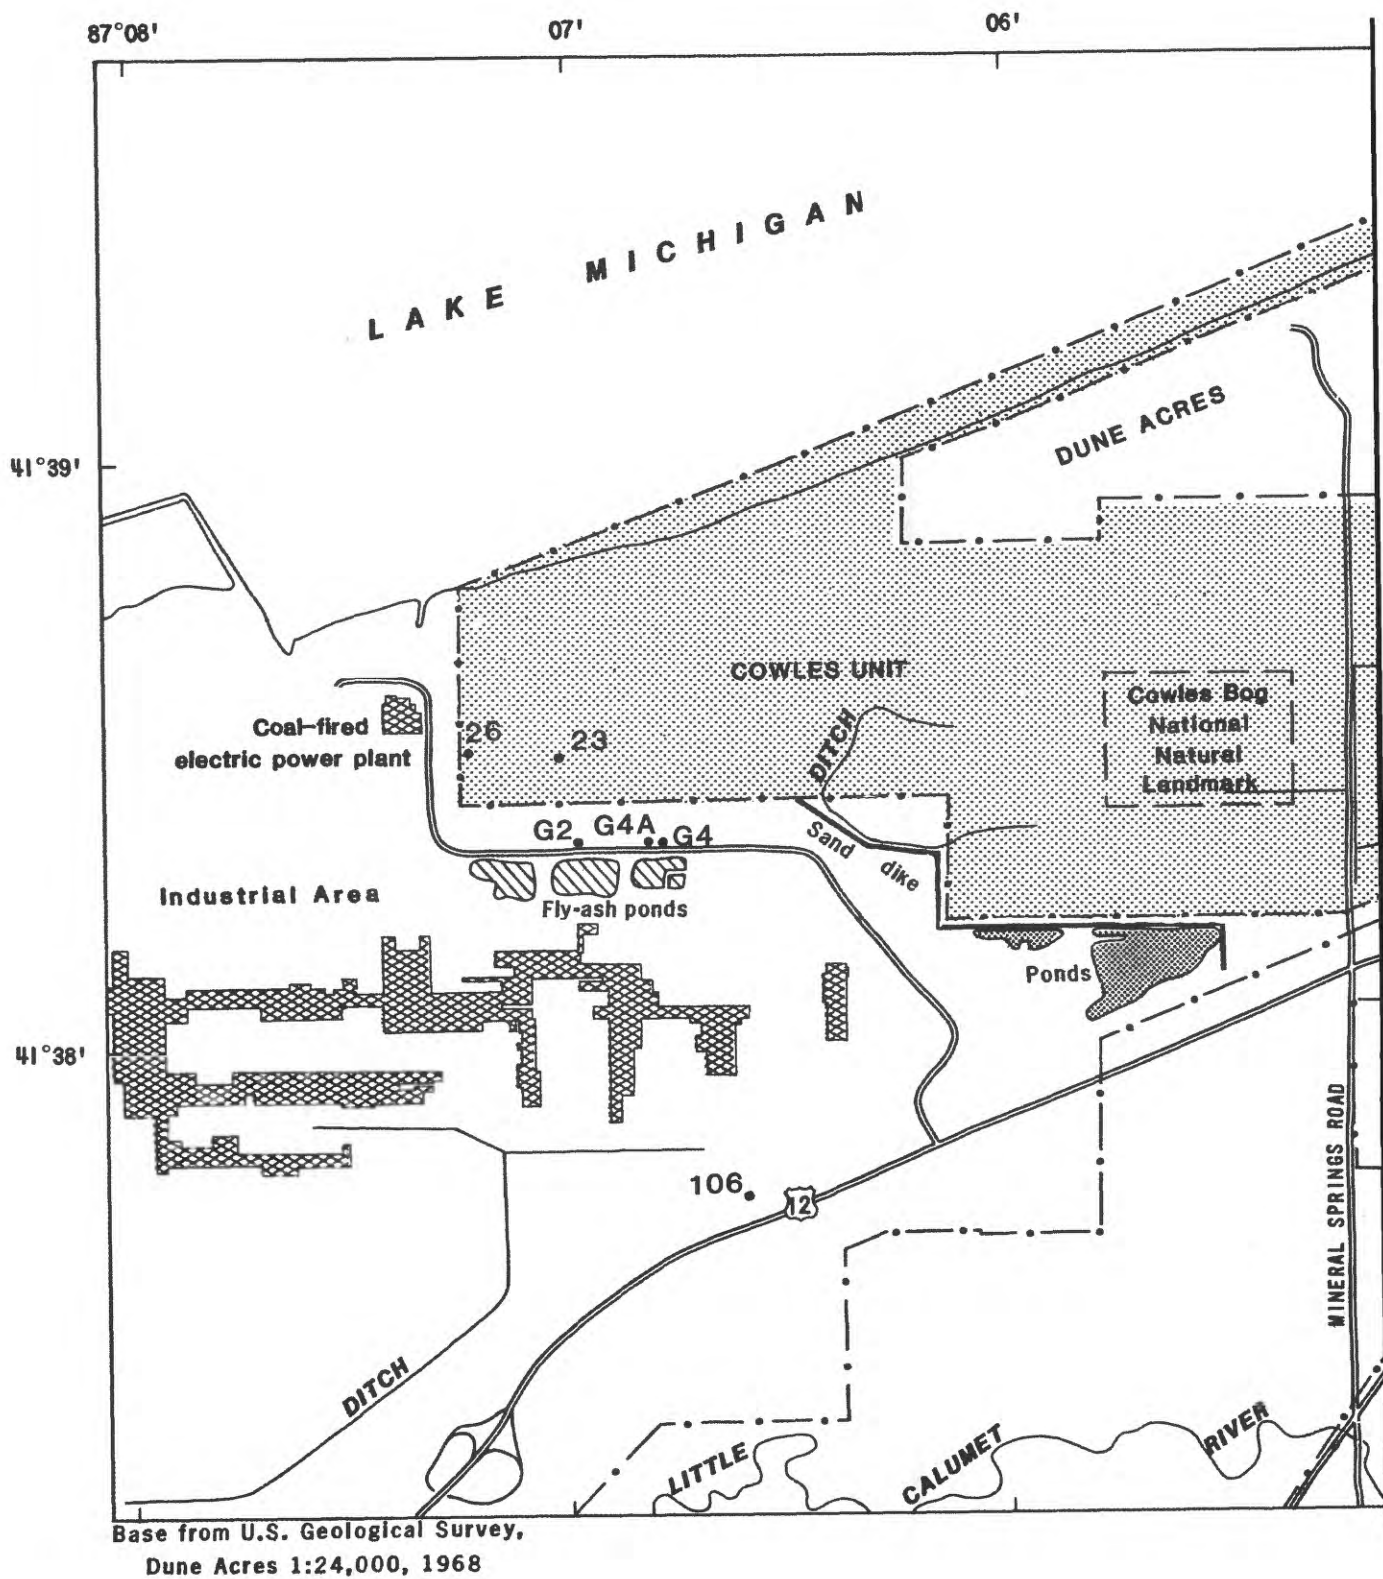 87°08'
07'
06'
LAKE MICHIGAN
DUNE ACRES
41°39'
COWLES UNIT
Cowles Bog
National
Natural
Landmark
Coal-fired
electric power plant
26
23
DITCH
G2
G4A
G4
Sand dike
Industrial Area
Fly-ash ponds
Ponds
41°38'
MINERAL SPRINGS ROAD
106
12
DITCH
LITTLE CALUMET RIVER
Base from U.S. Geological Survey,
Dune Acres 1:24,000, 1968